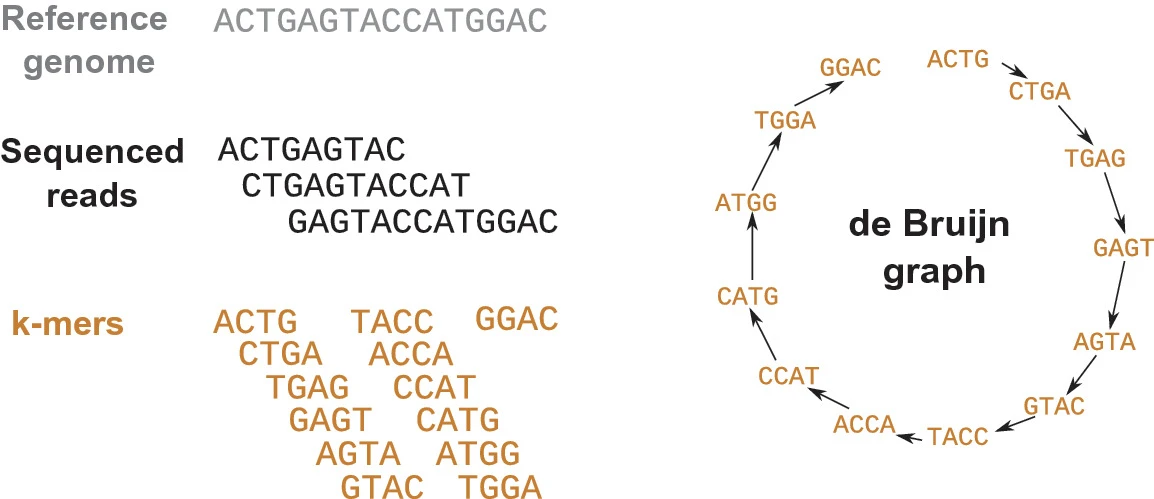 Reference
genome
ACTGAGTACCATGGAC
Sequenced
reads
ACTGAGTAC
CTGAGTACCAT
GAGTACCATGGAC
k-mers
ACTG TACC GGAC
CTGA ACCA
TGAG CCAT
GAGT CATG
AGTA ATGG
GTAC TGGA
ACTG
CTGA
TGAG
GAGT
AGTA
GTAC
TACC
ACCA
CCAT
CATG
ATGG
TGGA
GGAC
de Bruijn
graph